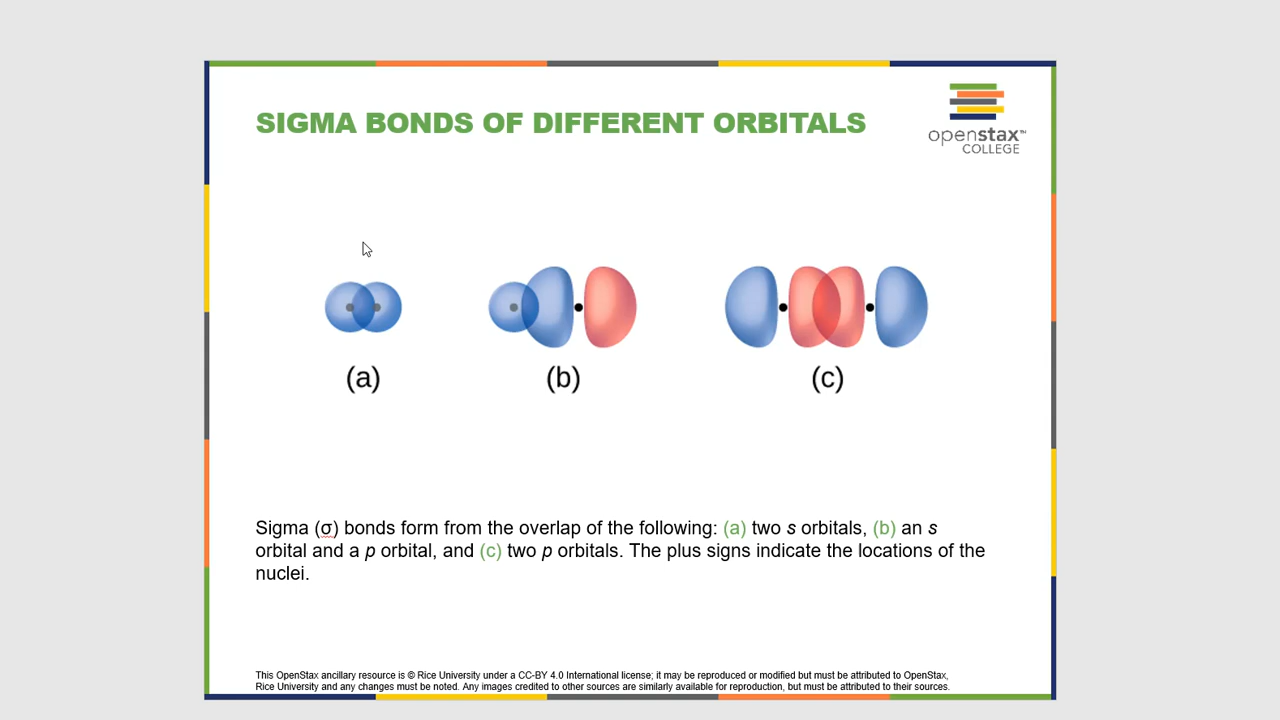 SIGMA BONDS OF DIFFERENT ORBITALS
openstax™
COLLEGE
(a)
(b)
(c)
Sigma (σ) bonds form from the overlap of the following: (a) two s orbitals, (b) an s
orbital and a p orbital, and (c) two p orbitals. The plus signs indicate the locations of the
nuclei.
This OpenStax ancillary resource is © Rice University under a CC-BY 4.0 International license; it may be reproduced or modified but must be attributed to OpenStax,
Rice University and any changes must be noted. Any images credited to other sources are similarly available for reproduction, but must be attributed to their sources.